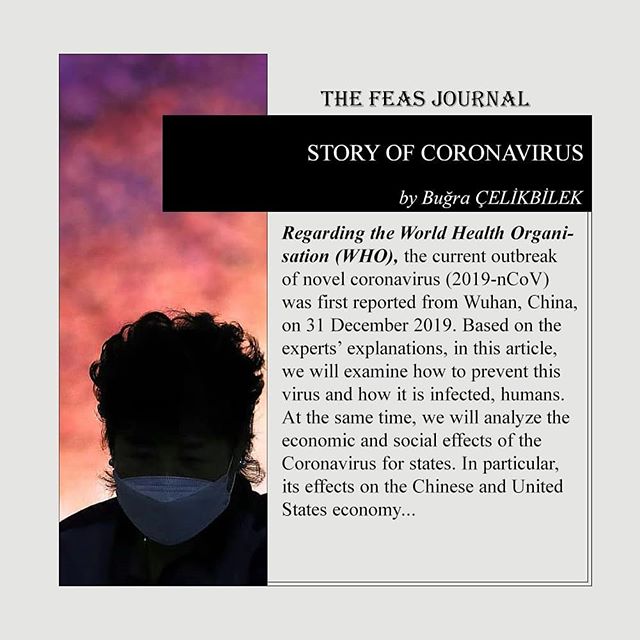 THE FEAS JOURNAL
STORY OF CORONAVIRUS
by Buğra ÇELİKBİLEK
Regarding the World Health Organi-
sation (WHO), the current outbreak
of novel coronavirus (2019-nCoV)
was first reported from Wuhan, China,
on 31 December 2019. Based on the
experts’ explanations, in this article,
we will examine how to prevent this
virus and how it is infected, humans.
At the same time, we will analyze the
economic and social effects of the
Coronavirus for states. In particular,
its effects on the Chinese and United
States economy...